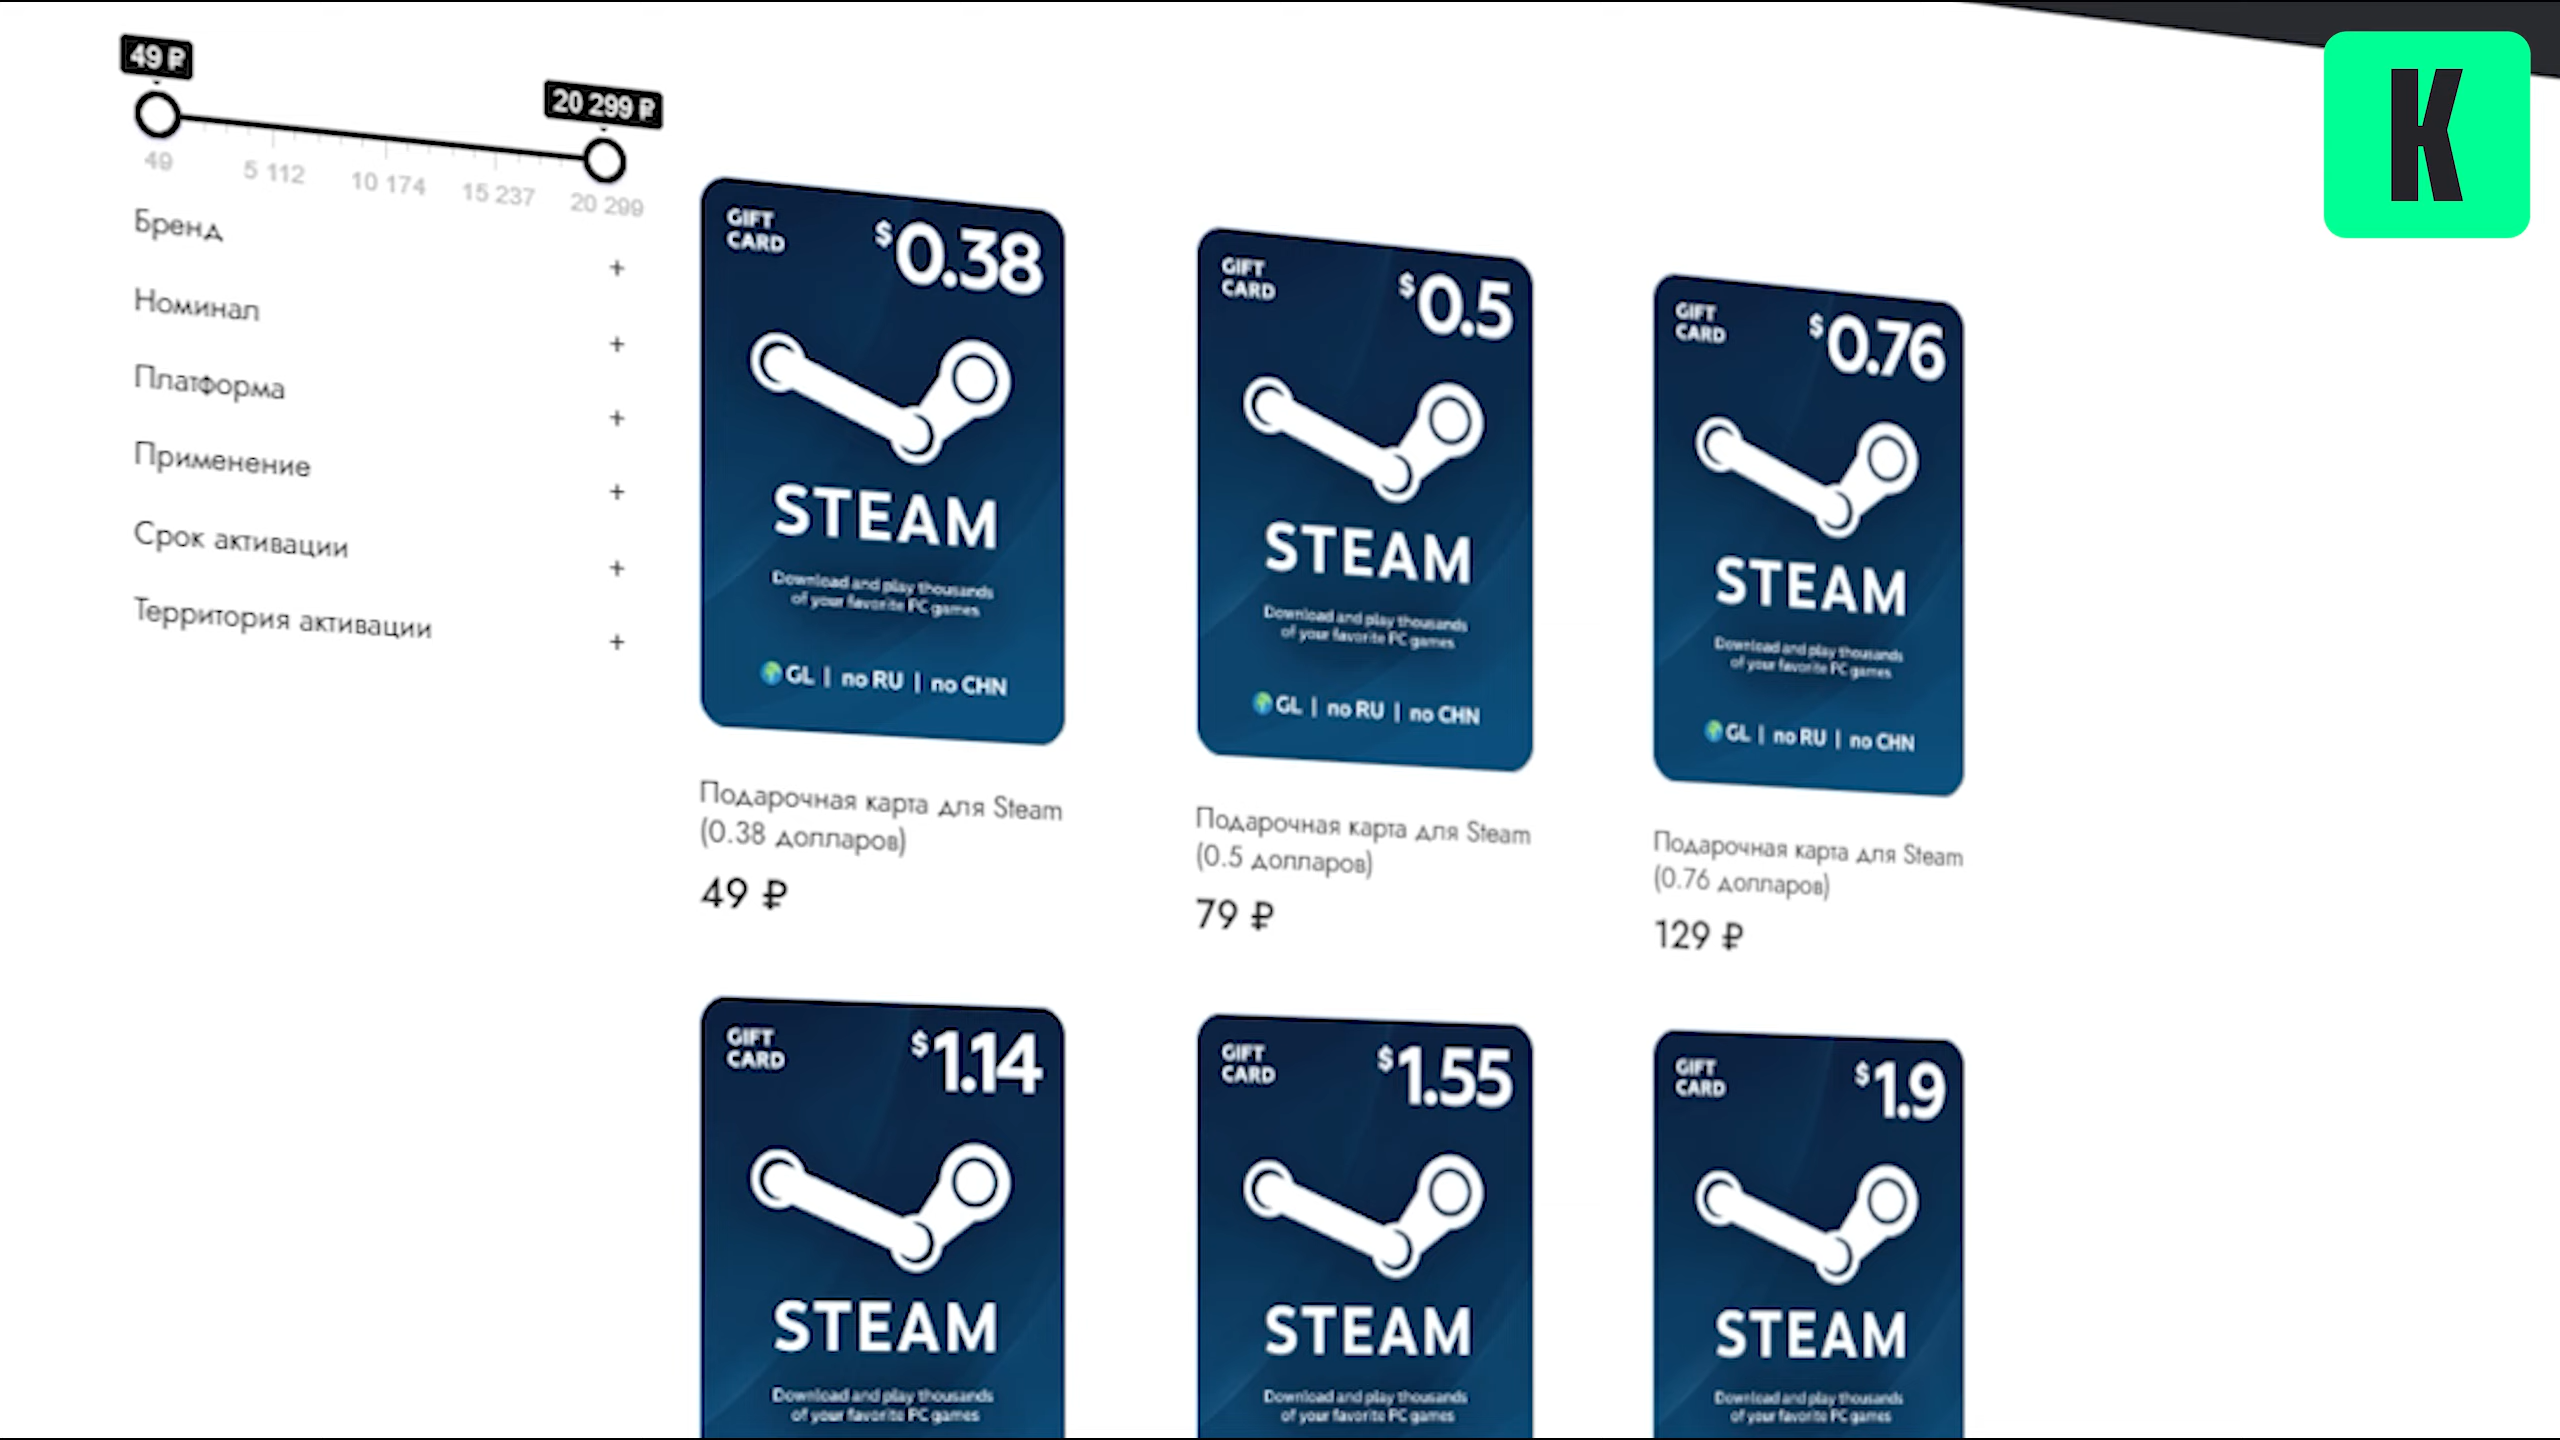 49 ₽
20 299 ₽
49
5 112
10 174
15 237
20 299
Бренд
+
Номинал
+
Платформа
+
Применение
+
Срок активации
+
Территория активации
+
K
GIFT
CARD
$0.38
STEAM
Download and play thousands
of your favorite PC games
GL | no RU | no CHN
Подарочная карта для Steam
(0.38 долларов)
49 ₽
GIFT
CARD
$0.5
STEAM
Download and play thousands
of your favorite PC games
GL | no RU | no CHN
Подарочная карта для Steam
(0.5 долларов)
79 ₽
GIFT
CARD
$0.76
STEAM
Download and play thousands
of your favorite PC games
GL | no RU | no CHN
Подарочная карта для Steam
(0.76 долларов)
129 ₽
GIFT
CARD
$1.14
STEAM
Download and play thousands
of your favorite PC games
GIFT
CARD
$1.55
STEAM
Download and play thousands
of your favorite PC games
GIFT
CARD
$1.9
STEAM
Download and play thousands
of your favorite PC games